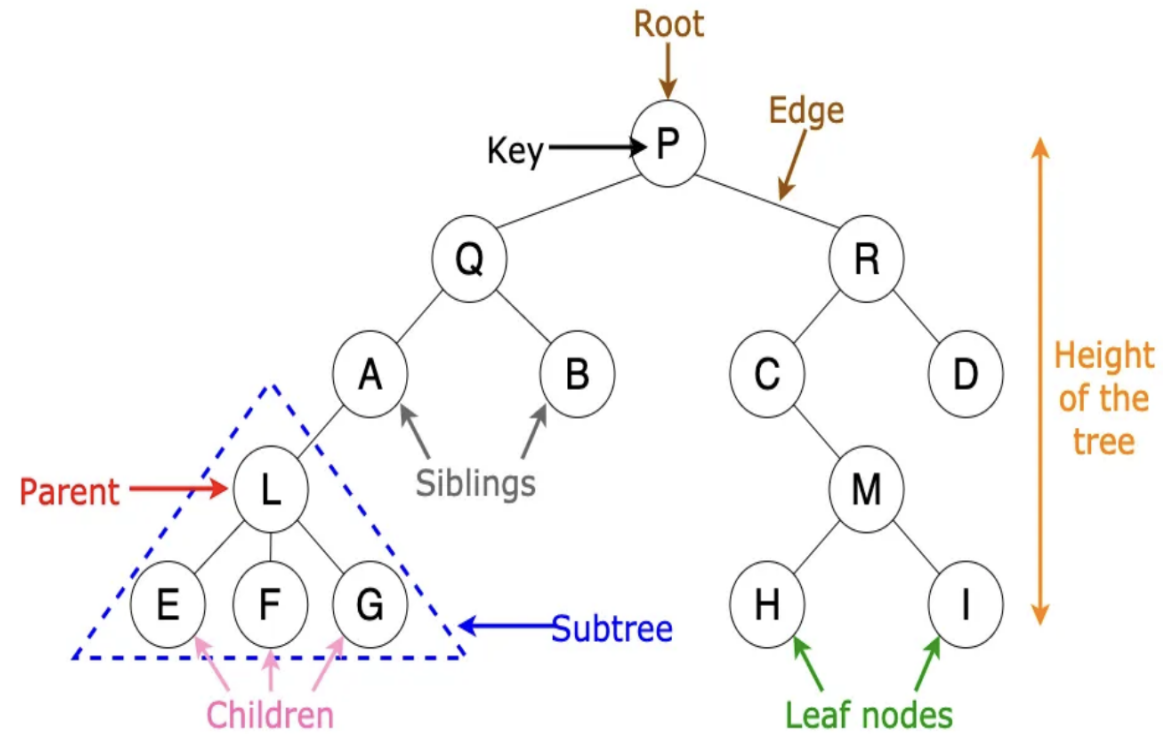 Root
Edge
Key
P
Q
R
A
B
C
D
Height
of the
tree
Siblings
Parent
L
M
E
F
G
H
I
Subtree
Children
Leaf nodes